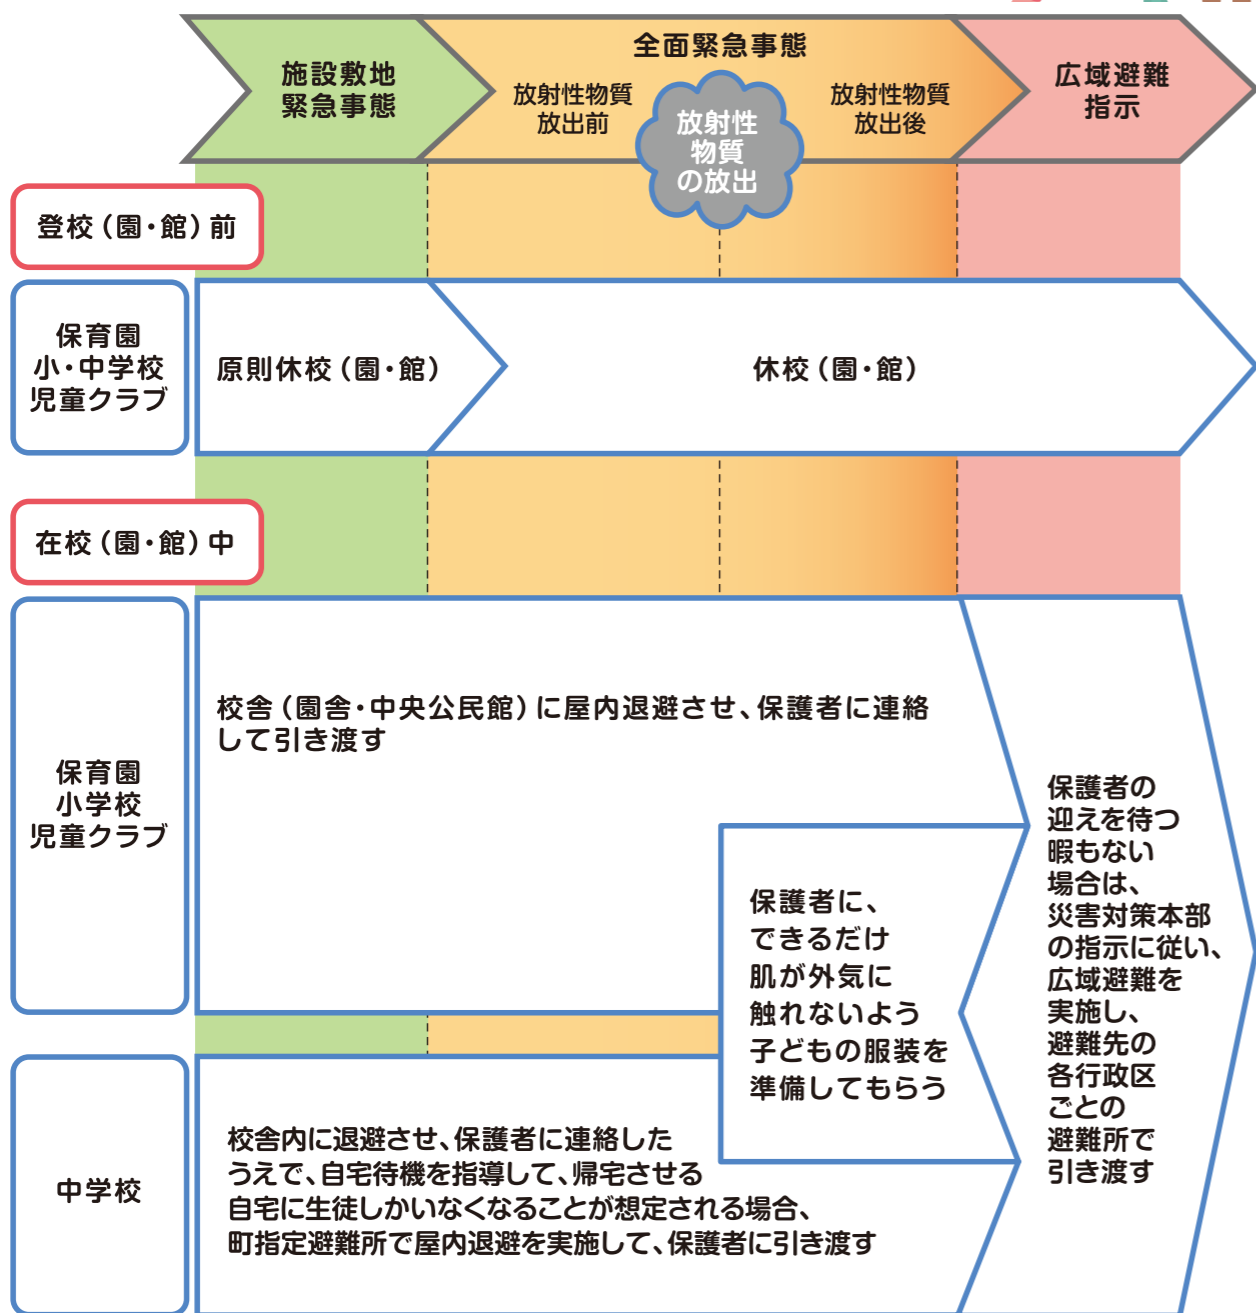 施設敷地
緊急事態
全面緊急事態
放射性物質
放出前
放射性
物質
の放出
放射性物質
放出後
広域避難
指示
登校（園・館）前
保育園
小・中学校
児童クラブ
原則休校（園・館）
休校（園・館）
在校（園・館）中
保育園
小学校
児童クラブ
校舎（園舎・中央公民館）に屋内退避させ、保護者に連絡
して引き渡す
保護者に、
できるだけ
肌が外気に
触れないよう
子どもの服装を
準備してもらう
保護者の
迎えを待つ
暇もない
場合は、
災害対策本部
の指示に従い、
広域避難を
実施し、
避難先の
各行政区
ごとの
避難所で
引き渡す
中学校
校舎内に退避させ、保護者に連絡した
うえで、自宅待機を指導して、帰宅させる
自宅に生徒しかいなくなることが想定される場合、
町指定避難所で屋内退避を実施して、保護者に引き渡す